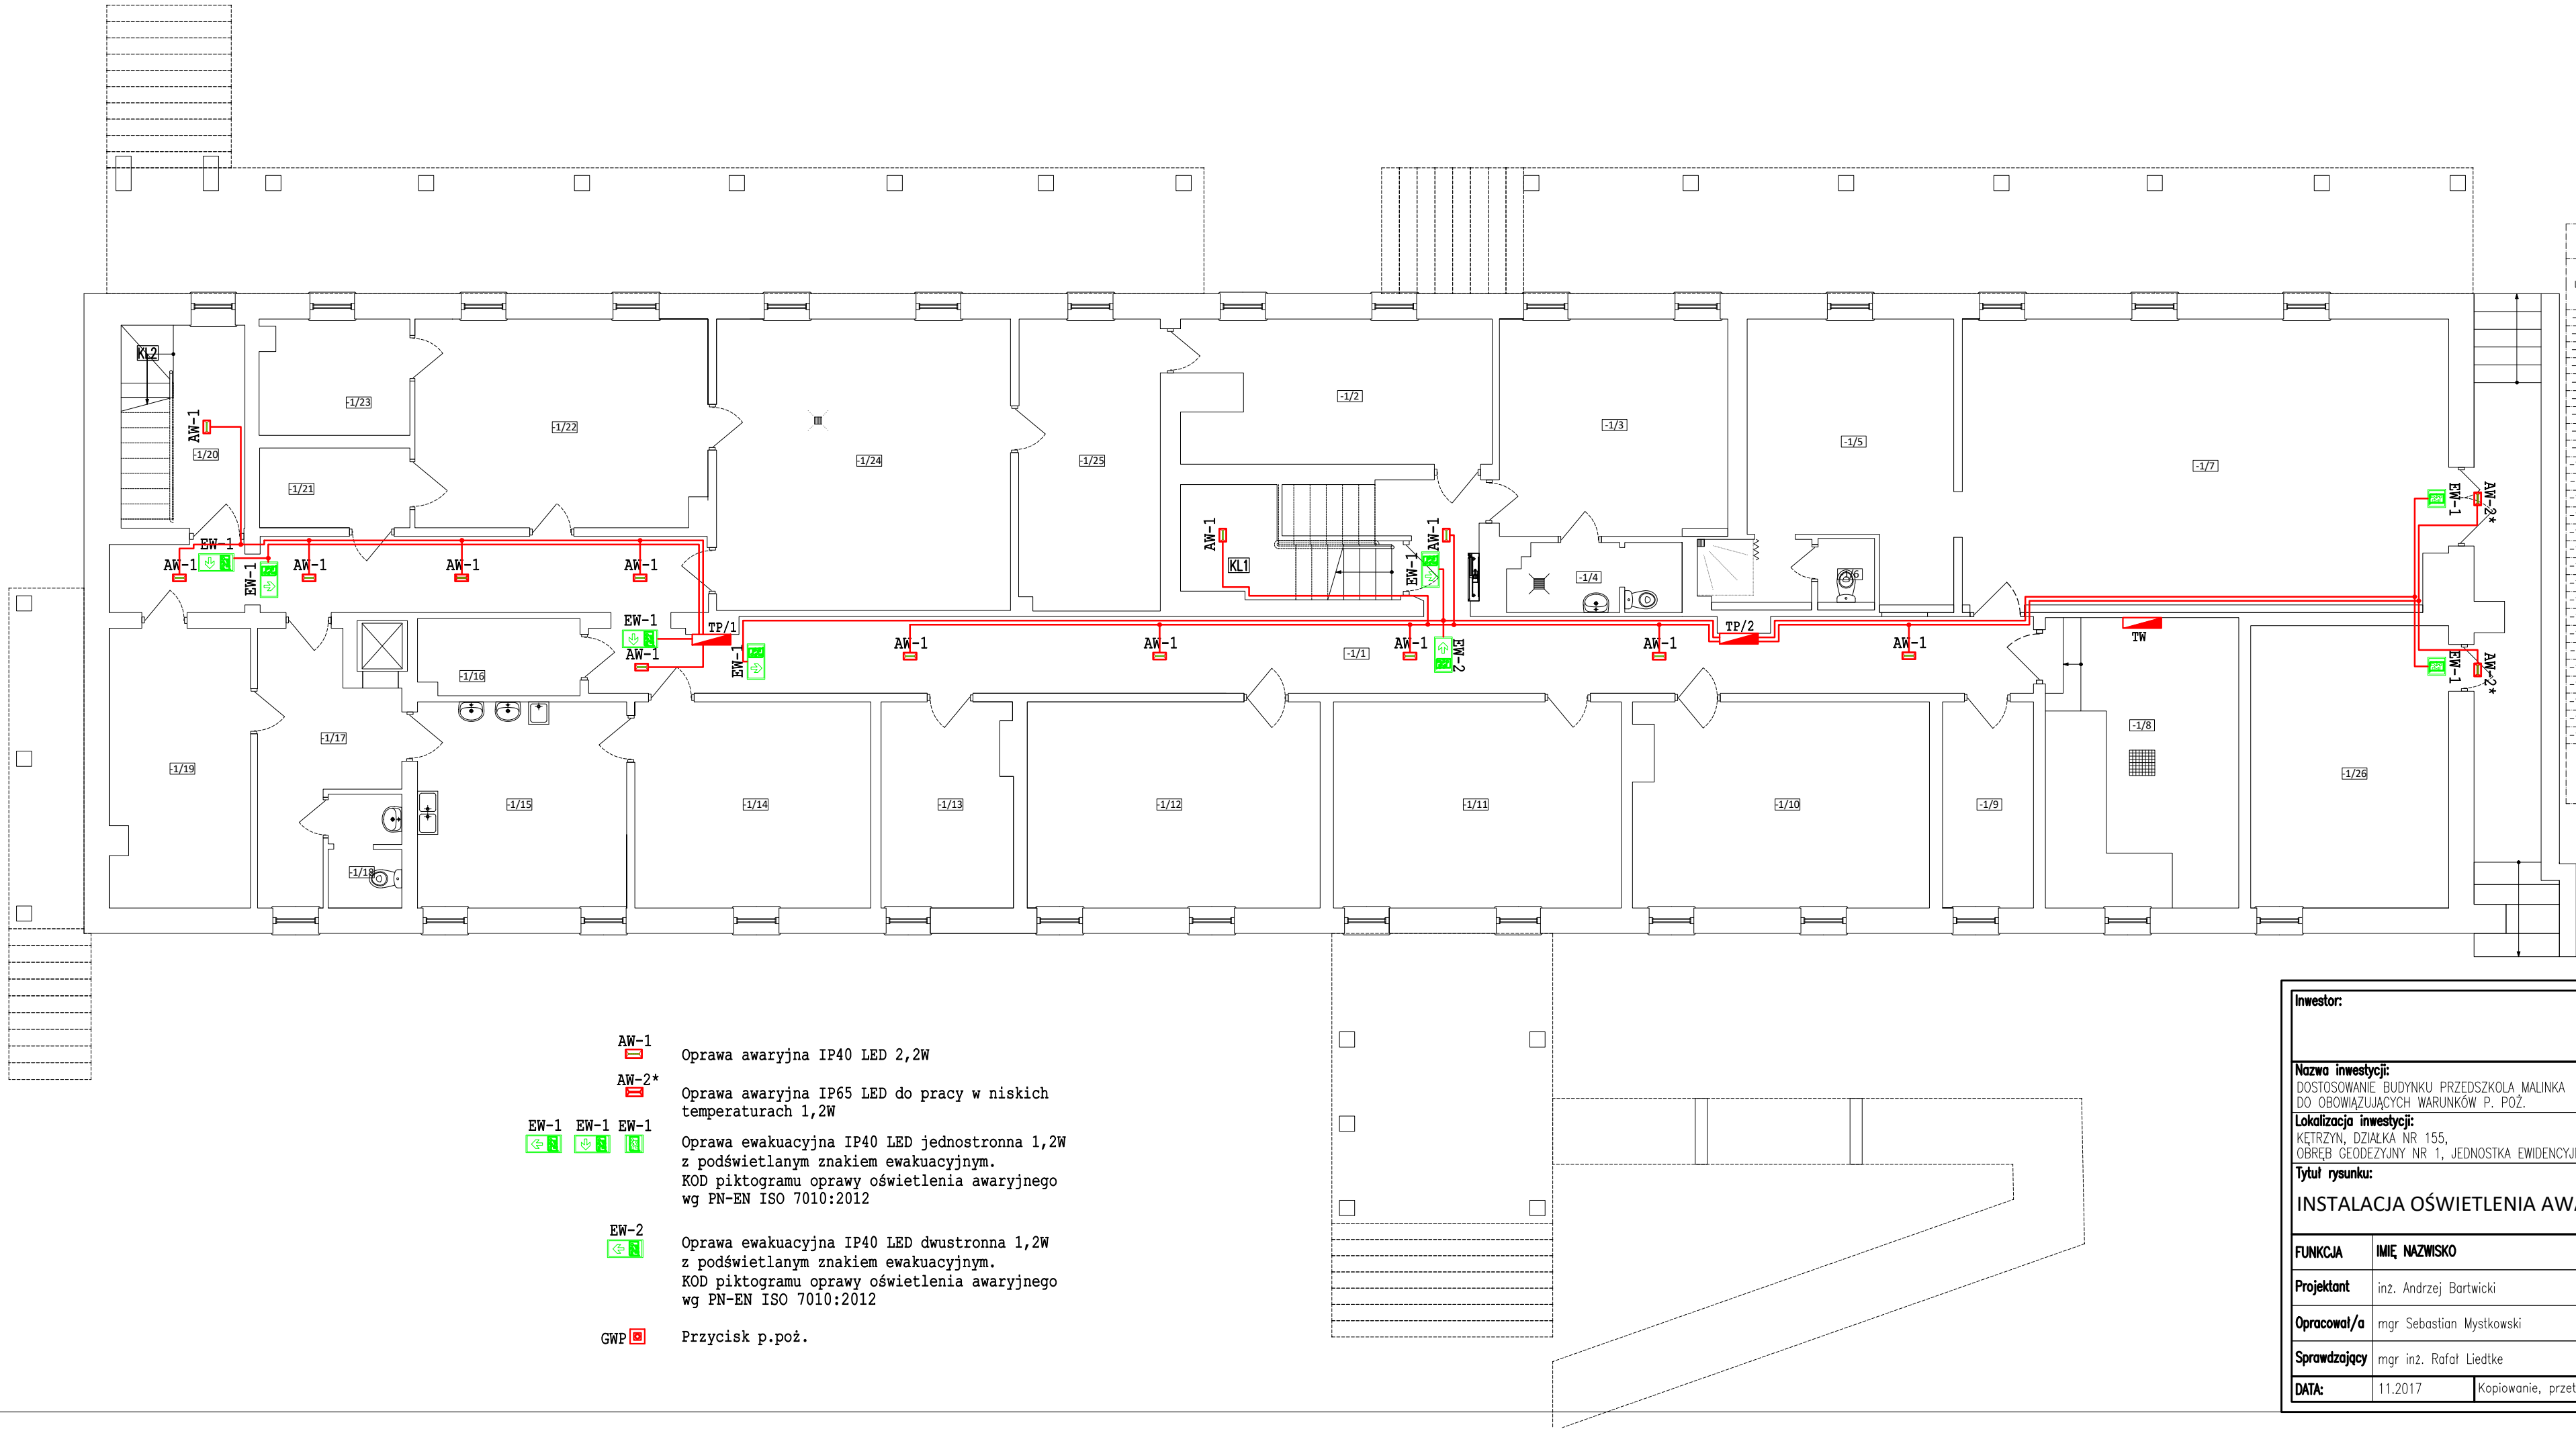 KL2
-1/23
-1/2
AW-1
-1/22
-1/3
-1/5
-1/20
-1/24
-1/25
-1/7
-1/21
EW-1
AW-2*
AW-1
AW-1
EW-1
AW-1
EW-1
AW-1
AW-1
AW-1
EW-1
KL1
EW-1
-1/4
-1/6
EW-1
AW-1
TP/1
EW-1
AW-1
AW-1
-1/1
AW-1
EW-2
AW-1
TP/2
AW-1
TW
EW-1
AW-2*
-1/16
-1/17
-1/19
-1/8
-1/26
-1/15
-1/14
-1/13
-1/12
-1/11
-1/10
-1/9
-1/18
AW-1
Oprawa awaryjna IP40 LED 2,2W
AW-2*
Oprawa awaryjna IP65 LED do pracy w niskich
temperaturach 1,2W
EW-1 EW-1 EW-1
Oprawa ewakuacyjna IP40 LED jednostronna 1,2W
z podświetlanym znakiem ewakuacyjnym.
KOD piktogramu oprawy oświetlenia awaryjnego
wg PN-EN ISO 7010:2012
EW-2
Oprawa ewakuacyjna IP40 LED dwustronna 1,2W
z podświetlanym znakiem ewakuacyjnym.
KOD piktogramu oprawy oświetlenia awaryjnego
wg PN-EN ISO 7010:2012
GWP Przycisk p.poż.
Inwestor:
Nazwa inwestycji:
DOSTOSOWANIE BUDYNKU PRZEDSZKOLA MALINKA
DO OBOWIĄZUJĄCYCH WARUNKÓW P. POŻ.
Lokalizacja inwestycji:
KĘTRZYN, DZIAŁKA NR 155,
OBRĘB GEODEZYJNY NR 1, JEDNOSTKA EWIDENCYJ
Tytuł rysunku:
INSTALACJA OŚWIETLENIA AWA
FUNKCJA IMIĘ NAZWISKO
Projektant inż. Andrzej Bartwicki
Opracował/a mgr Sebastian Mystkowski
Sprawdzający mgr inż. Rafał Liedtke
DATA: 11.2017 Kopiowanie, przet